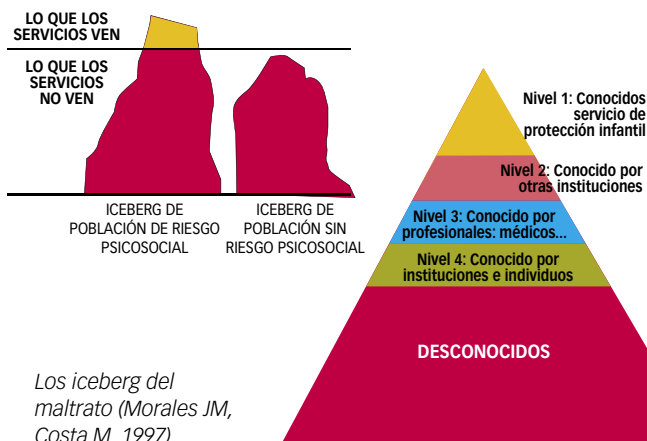 LO QUE LOS
SERVICIOS VEN
LO QUE LOS
SERVICIOS
NO VEN
ICEBERG DE
POBLACIÓN DE RIESGO
PSICOSOCIAL
ICEBERG DE
POBLACIÓN SIN
RIESGO PSICOSOCIAL
Nivel 1: Conocidos
servicio de
protección infantil
Nivel 2: Conocido por
otras instituciones
Nivel 3: Conocido por
profesionales: médicos...
Nivel 4: Conocido por
instituciones e individuos
DESCONOCIDOS
Los iceberg del
maltrato (Morales JM,
Costa M, 1997)